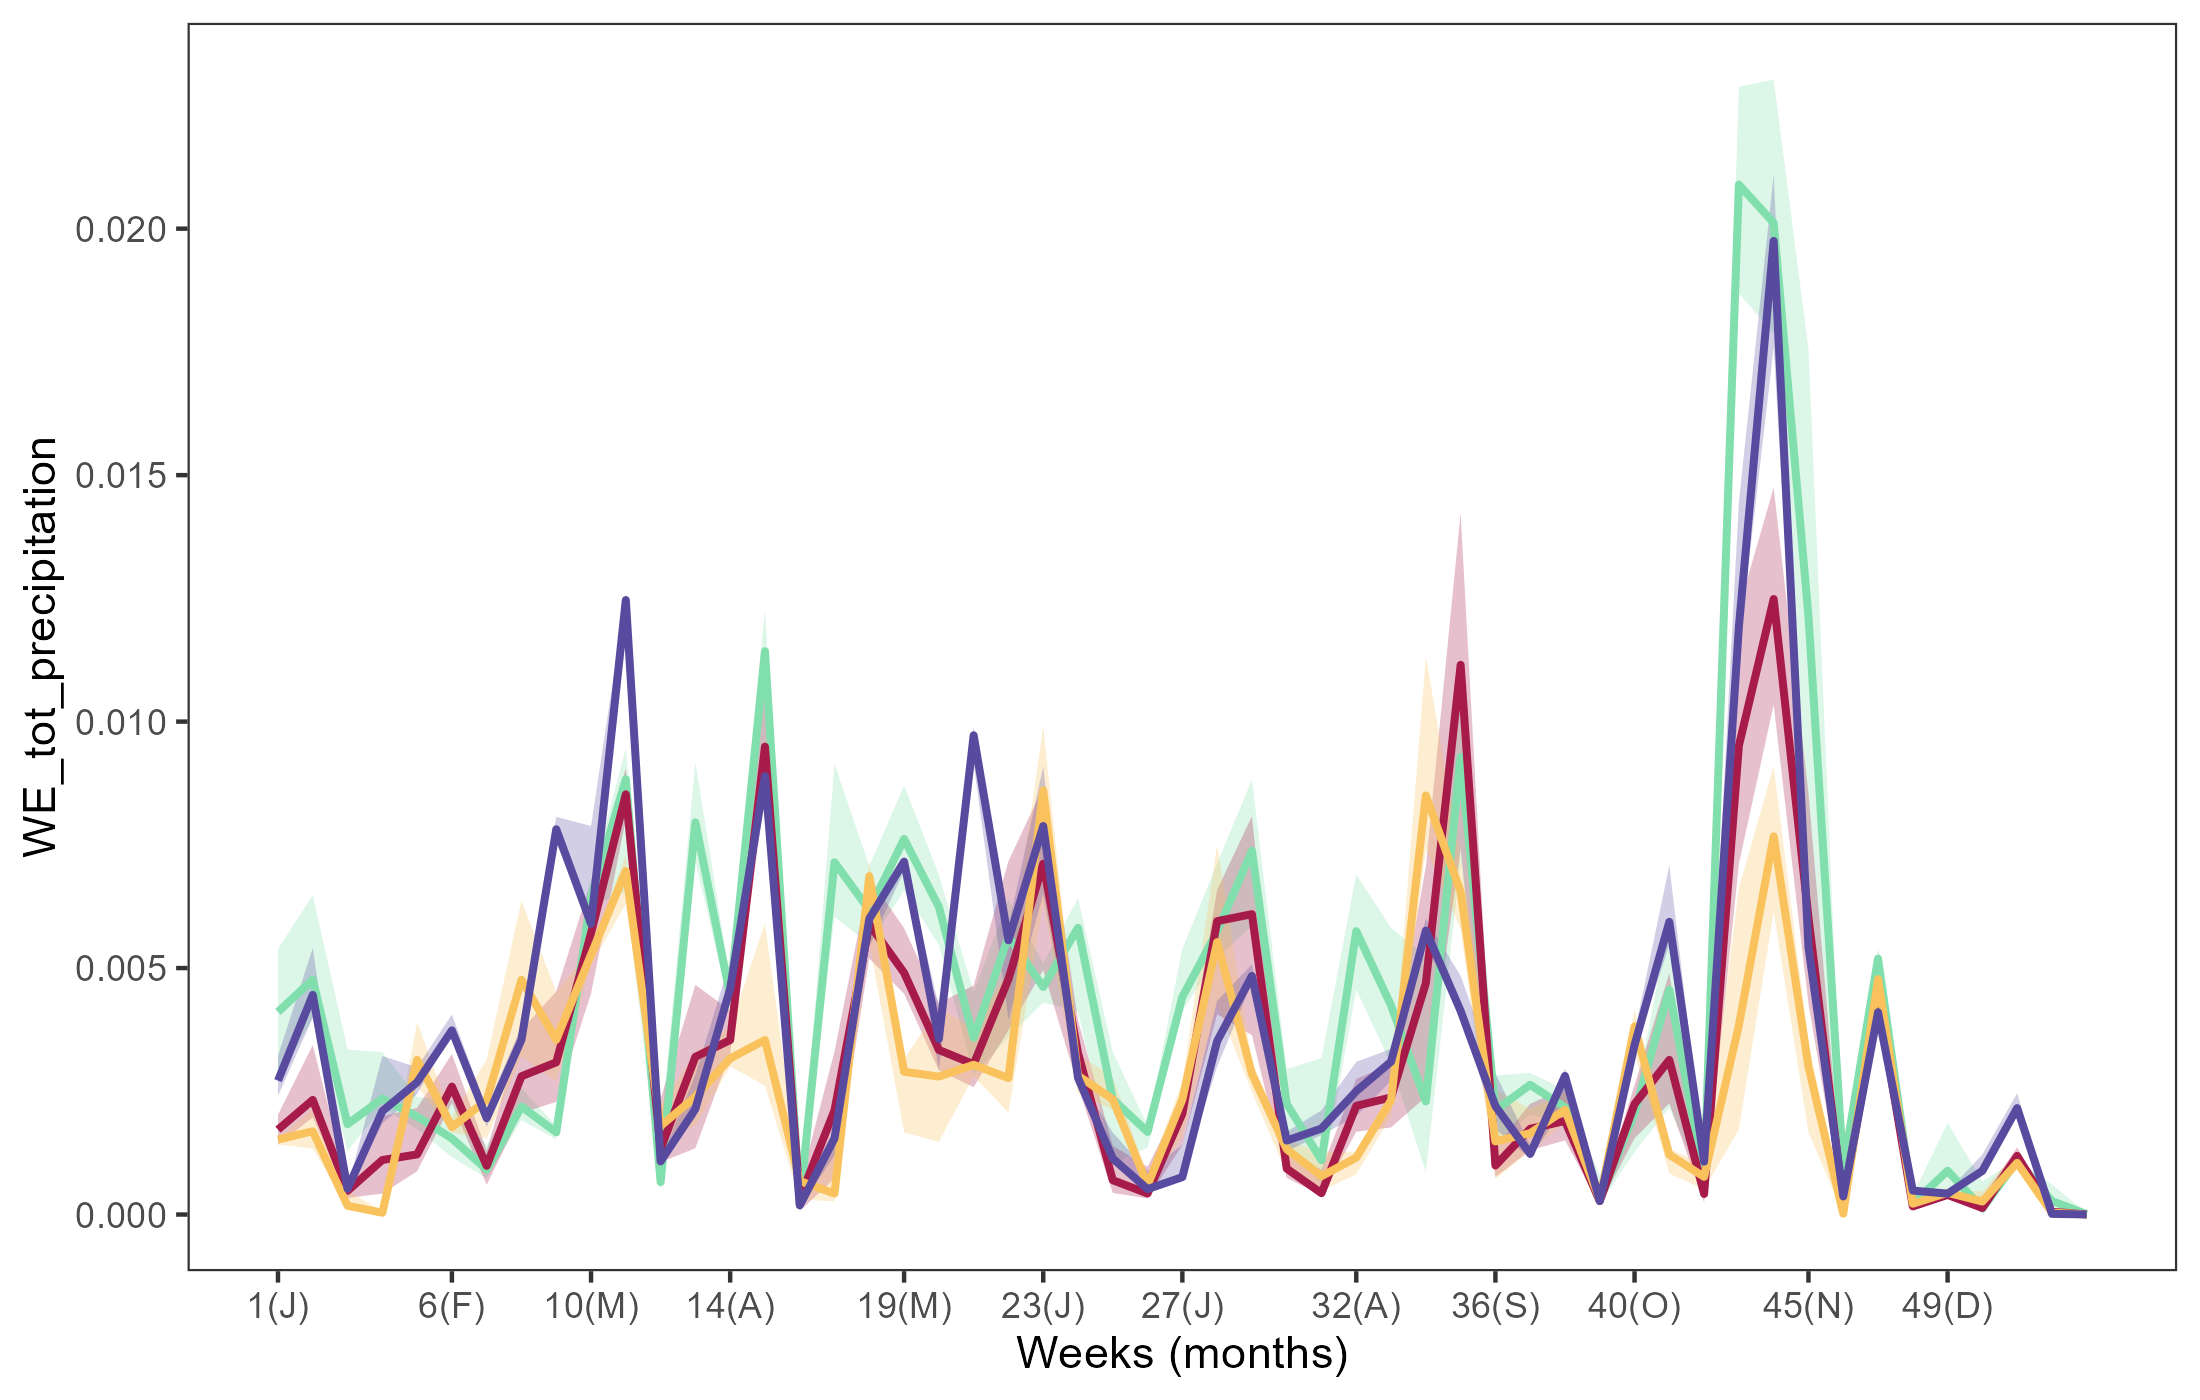 WE_tot_precipitation
0.020
0.015
0.010
0.005
0.000
1(J) 6(F) 10(M) 14(A) 19(M) 23(J) 27(J) 32(A) 36(S) 40(O) 45(N) 49(D)
Weeks (months)